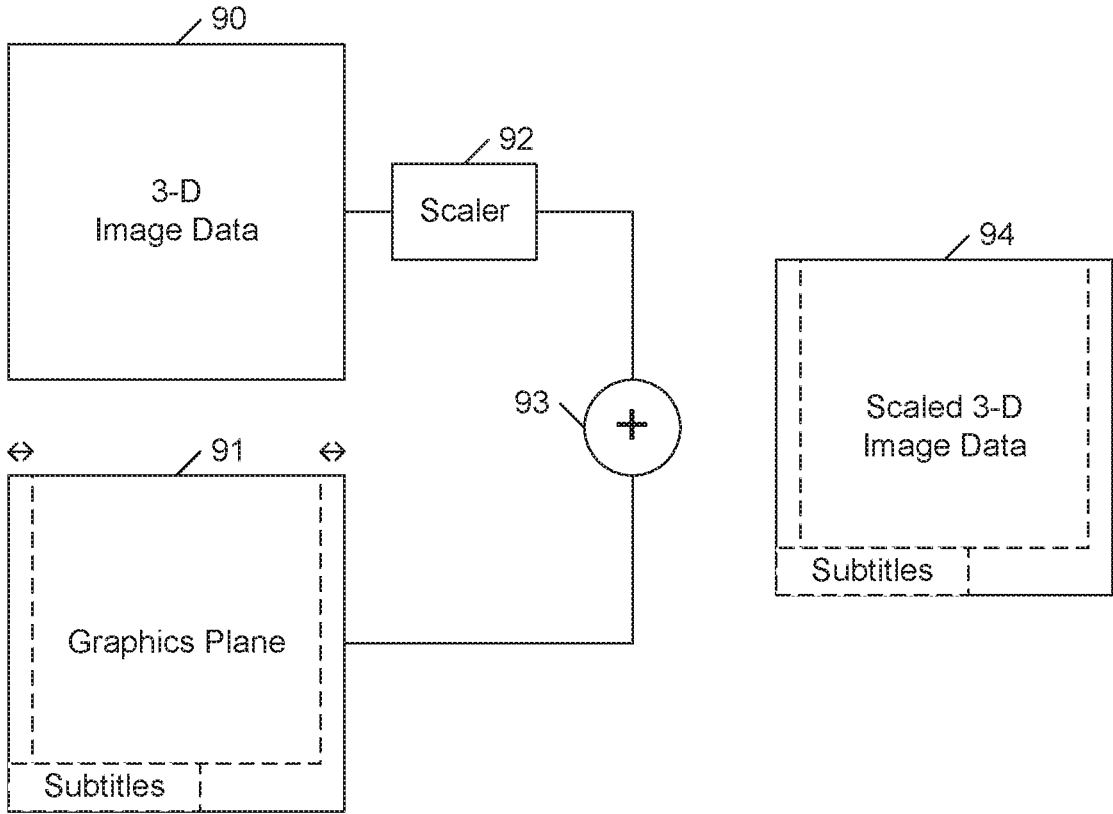 90
3-D
Image Data
92
Scaler
94
Scaled 3-D
Image Data
Subtitles
93
+
91
Graphics Plane
Subtitles